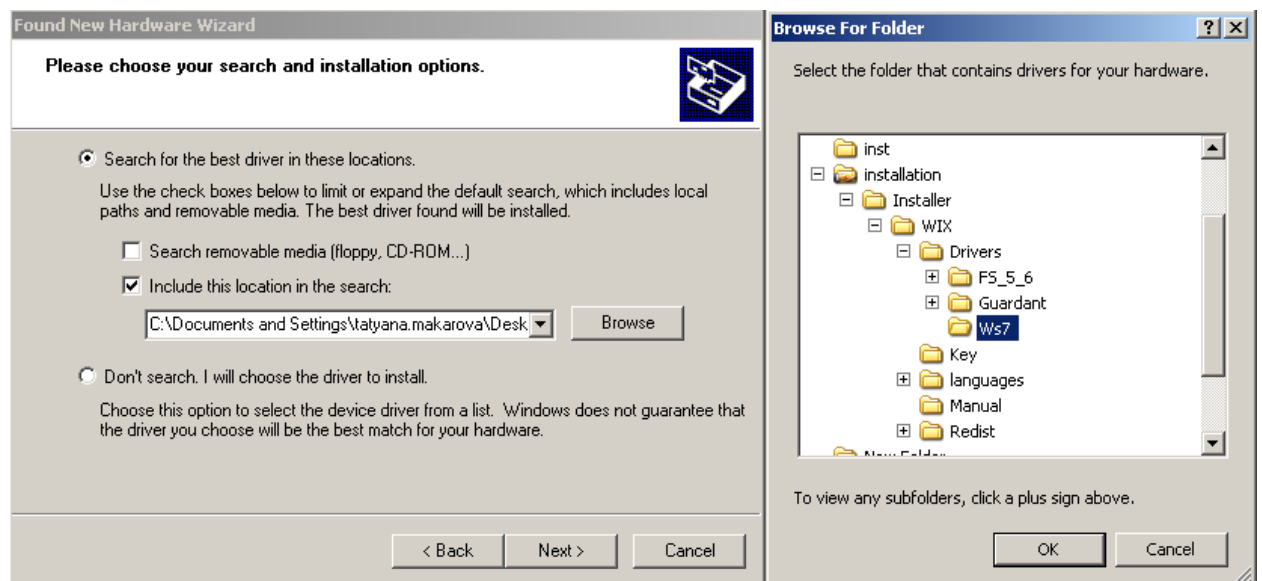 Found New Hardware Wizard
Please choose your search and installation options.
Search for the best driver in these locations.
Use the check boxes below to limit or expand the default search, which includes local
paths and removable media. The best driver found will be installed.
Search removable media (floppy, CD-ROM...)
Include this location in the search:
C:\Documents and Settings\tatyana.makarova\Desk
Browse
Don't search. I will choose the driver to install.
Choose this option to select the device driver from a list. Windows does not guarantee that
the driver you choose will be the best match for your hardware.
< Back
Next >
Cancel
Browse For Folder
Select the folder that contains drivers for your hardware.
inst
installation
Installer
WIX
Drivers
FS_5_6
Guardant
Ws7
Key
languages
Manual
Redist
New Folder
To view any subfolders, click a plus sign above.
OK
Cancel